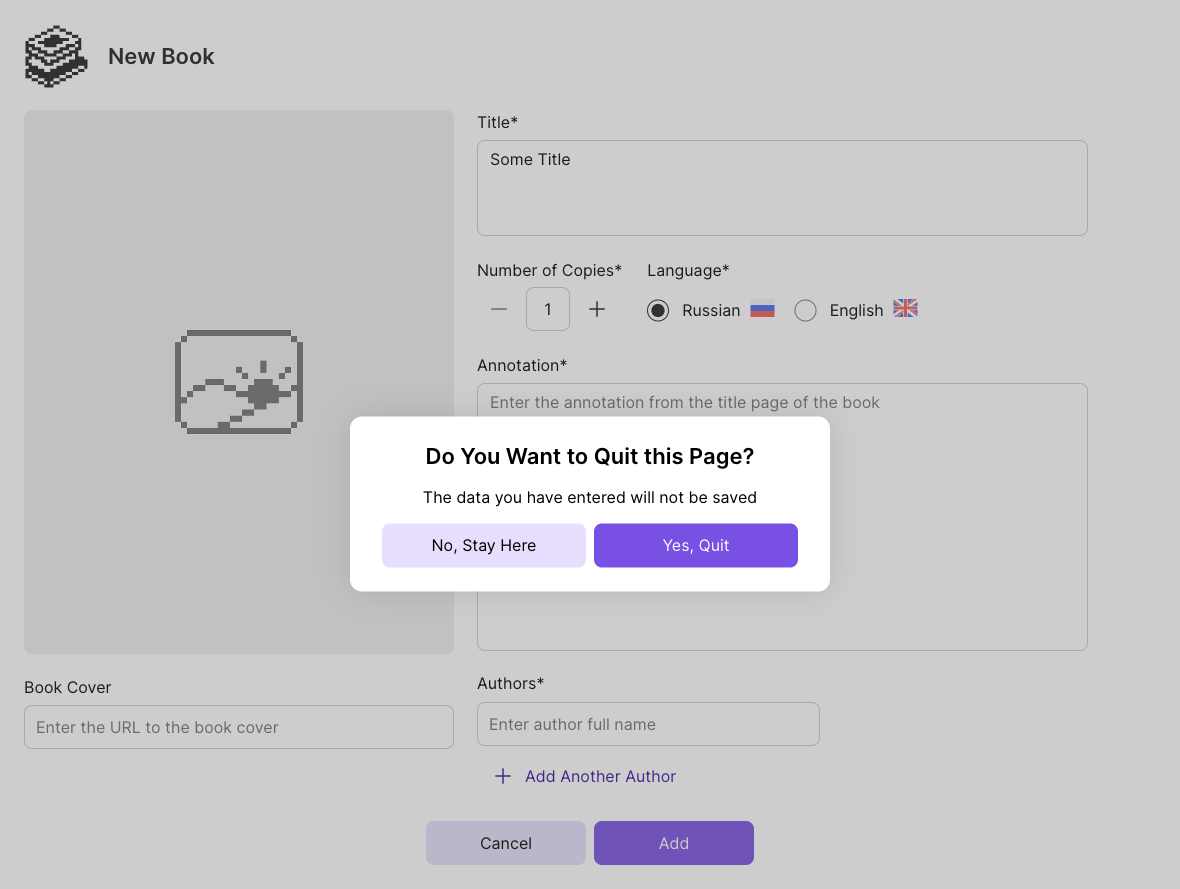 New Book
Title*
Some Title
Number of Copies*
Language*
1
Russian
English
Annotation*
Enter the annotation from the title page of the book
Do You Want to Quit this Page?
The data you have entered will not be saved
No, Stay Here
Yes, Quit
Book Cover
Enter the URL to the book cover
Authors*
Enter author full name
Add Another Author
Cancel
Add